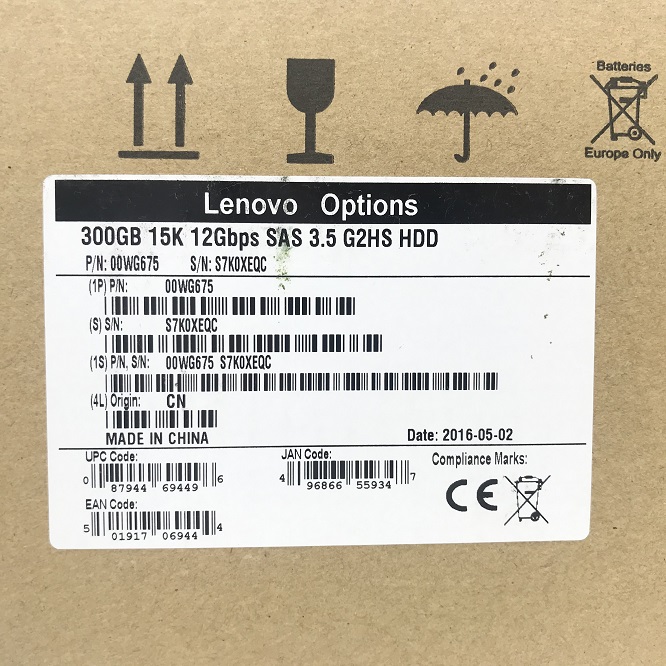 Batteries
Europe Only
Lenovo Options
300GB 15K 12Gbps SAS 3.5 G2HS HDD
P/N: 00WG675 S/N: S7K0XEQC
(1P) P/N: 00WG675
(S) S/N: S7K0XEQC
(1S) P/N, S/N: 00WG675 S7K0XEQC
(4L) Origin: CN
MADE IN CHINA Date: 2016-05-02
UPC Code: JAN Code: Compliance Marks:
0 87944 69449 6 4 96866 55934 7
CE
EAN Code:
5 01917 06944 4